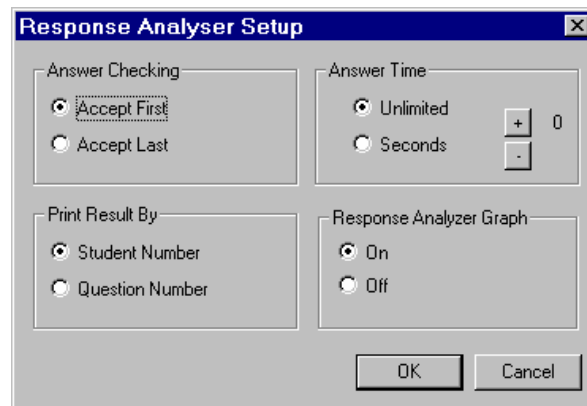 Response Analyser Setup
Answer Checking
Accept First
Accept Last
Answer Time
Unlimited
Seconds
+
0
-
Print Result By
Student Number
Question Number
Response Analyzer Graph
On
Off
OK
Cancel